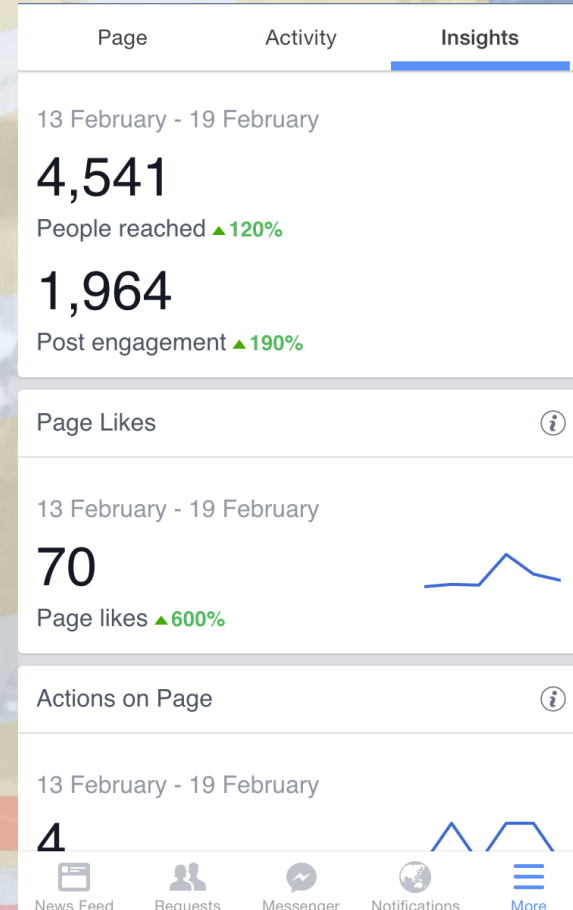 Page Activity Insights
13 February - 19 February
4,541
People reached ▲120%
1,964
Post engagement ▲190%
Page Likes
13 February - 19 February
70
Page likes ▲600%
Actions on Page
13 February - 19 February
4
News Feed Requests Messenger Notifications More